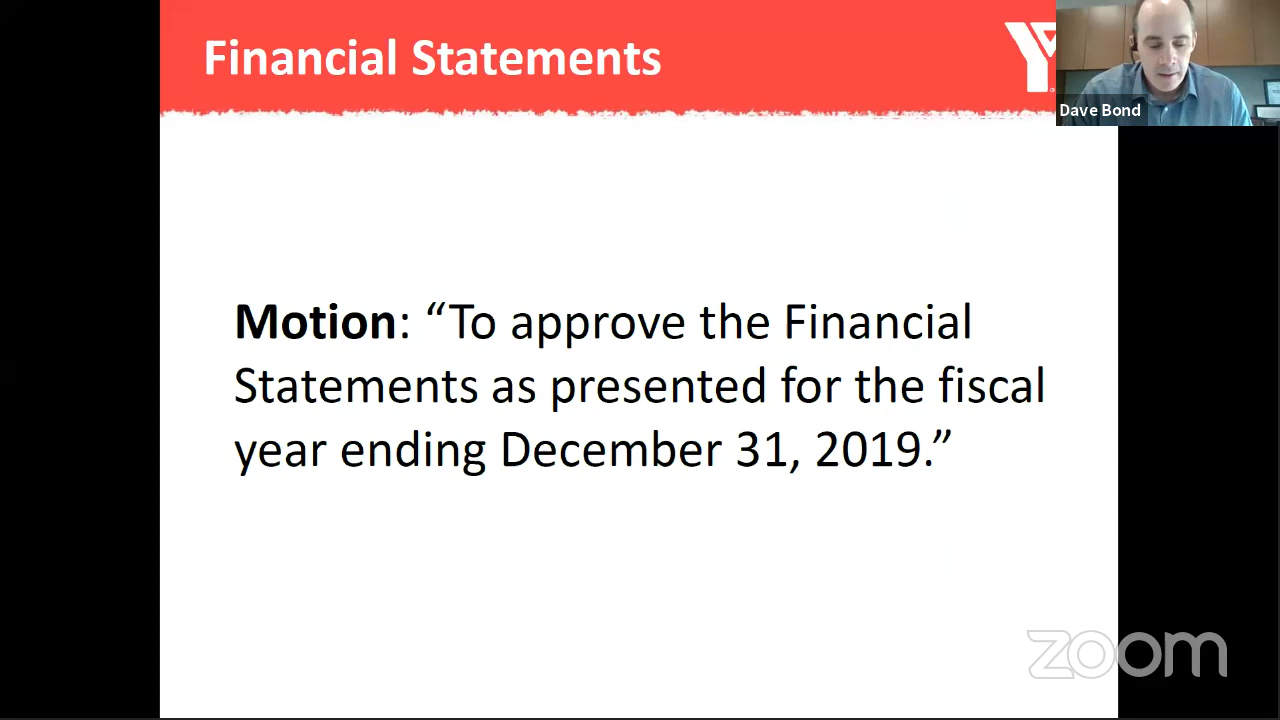 Financial Statements
Dave Bond
Motion: “To approve the Financial
Statements as presented for the fiscal
year ending December 31, 2019.”
zoom